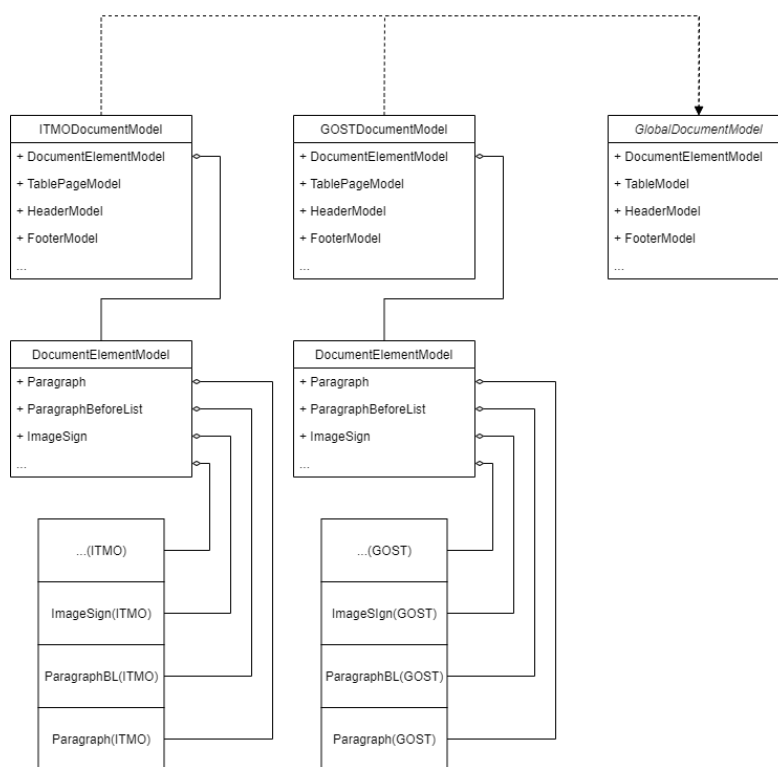 ITMODocumentModel
+ DocumentElementModel
+ TablePageModel
+ HeaderModel
+ FooterModel
...
GOSTDocumentModel
+ DocumentElementModel
+ TablePageModel
+ HeaderModel
+ FooterModel
...
GlobalDocumentModel
+ DocumentElementModel
+ TableModel
+ HeaderModel
+ FooterModel
...
DocumentElementModel
+ Paragraph
+ ParagraphBeforeList
+ ImageSign
...
DocumentElementModel
+ Paragraph
+ ParagraphBeforeList
+ ImageSign
...
...(ITMO)
ImageSign(ITMO)
ParagraphBL(ITMO)
Paragraph(ITMO)
...(GOST)
ImageSIgn(GOST)
ParagraphBL(GOST)
Paragraph(GOST)